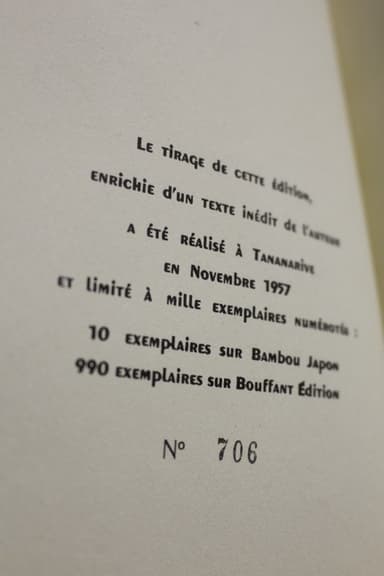 Le tirage de cette édition,
enrichie d'un texte inédit de l'auteur
a été réalisé à Tananarive
en Novembre 1957
et limité à mille exemplaires numérotés :
10 exemplaires sur Bambou Japon
990 exemplaires sur Bouffant Édition
Nº 706